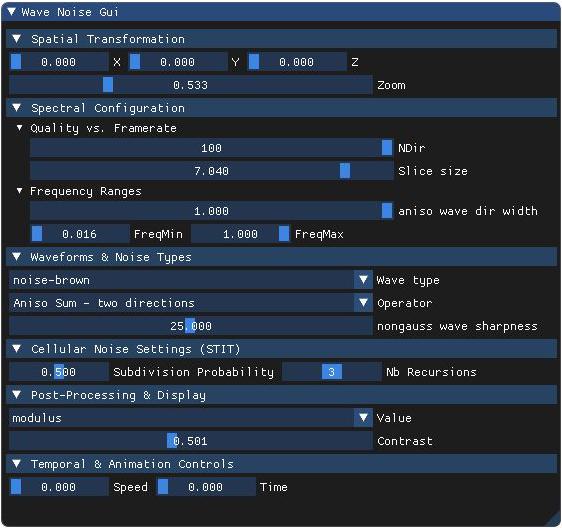 Wave Noise Gui
Spatial Transformation
0.000 X 0.000 Y 0.000 Z
0.533 Zoom
Spectral Configuration
Quality vs. Framerate
100 NDir
7.040 Slice size
Frequency Ranges
1.000 aniso wave dir width
0.016 FreqMin 1.000 FreqMax
Waveforms & Noise Types
noise-brown Wave type
Aniso Sum - two directions Operator
25.000 nongauss wave sharpness
Cellular Noise Settings (STIT)
0.500 Subdivision Probability 3 Nb Recursions
Post-Processing & Display
modulus Value
0.501 Contrast
Temporal & Animation Controls
0.000 Speed 0.000 Time